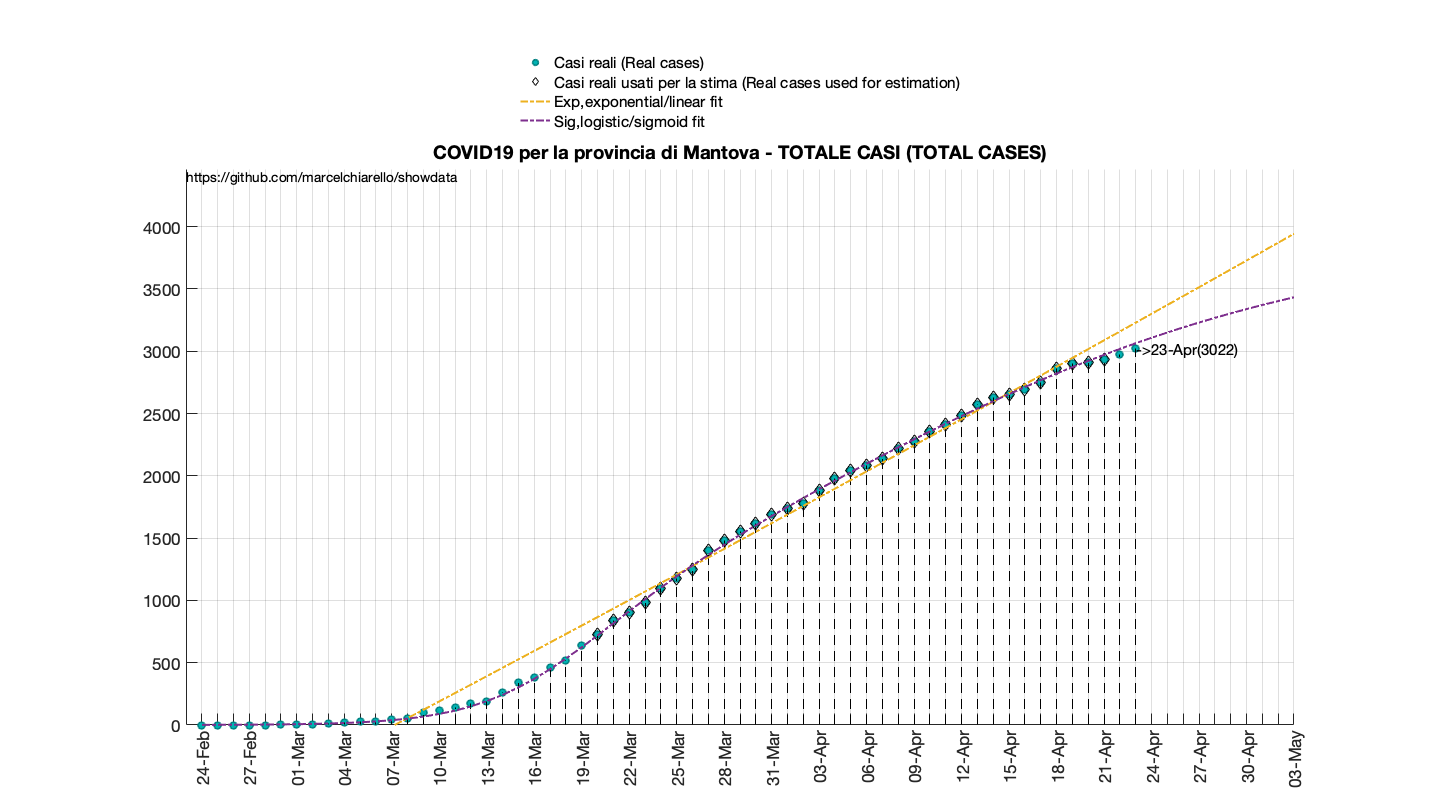 Casi reali (Real cases)
Casi reali usati per la stima (Real cases used for estimation)
Exp,exponential/linear fit
Sig,logistic/sigmoid fit
COVID19 per la provincia di Mantova - TOTALE CASI (TOTAL CASES)
https://github.com/marcelchiarello/showdata
4000
3500
3000
2500
2000
1500
1000
500
0
->23-Apr(3022)
24-Feb
27-Feb
01-Mar
04-Mar
07-Mar
10-Mar
13-Mar
16-Mar
19-Mar
22-Mar
25-Mar
28-Mar
31-Mar
03-Apr
06-Apr
09-Apr
12-Apr
15-Apr
18-Apr
21-Apr
24-Apr
27-Apr
30-Apr
03-May